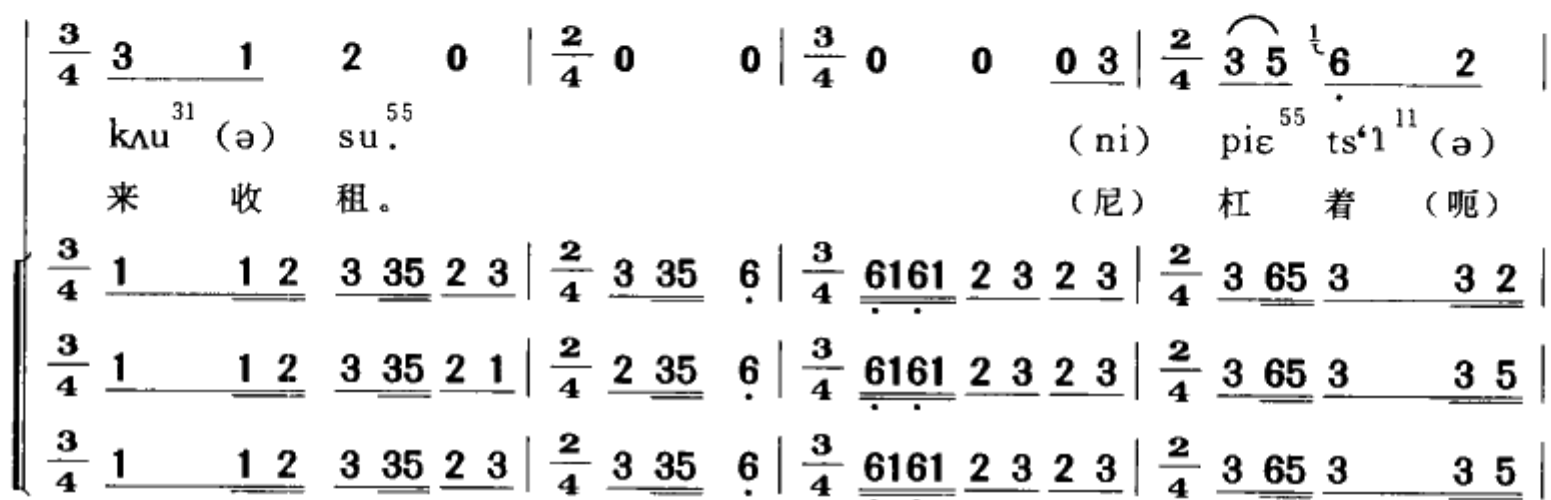 3/4 3 1 2 0 | 2/4 0 0 | 3/4 0 0 0 3 | 2/4 3 5 1 6 2 |
kʌu³¹ (ə) su⁵⁵. (ni) piɛ⁵⁵ ts‘ɿ¹¹ (ə)
来 收 租。 (尼) 杠 着 (呃)
3/4 1 1 2 3 35 2 3 | 2/4 3 35 6 | 3/4 6161 2 3 2 3 | 2/4 3 65 3 3 2 |
3/4 1 1 2 3 35 2 1 | 2/4 2 35 6 | 3/4 6161 2 3 2 3 | 2/4 3 65 3 3 5 |
3/4 1 1 2 3 35 2 3 | 2/4 3 35 6 | 3/4 6161 2 3 2 3 | 2/4 3 65 3 3 5 |